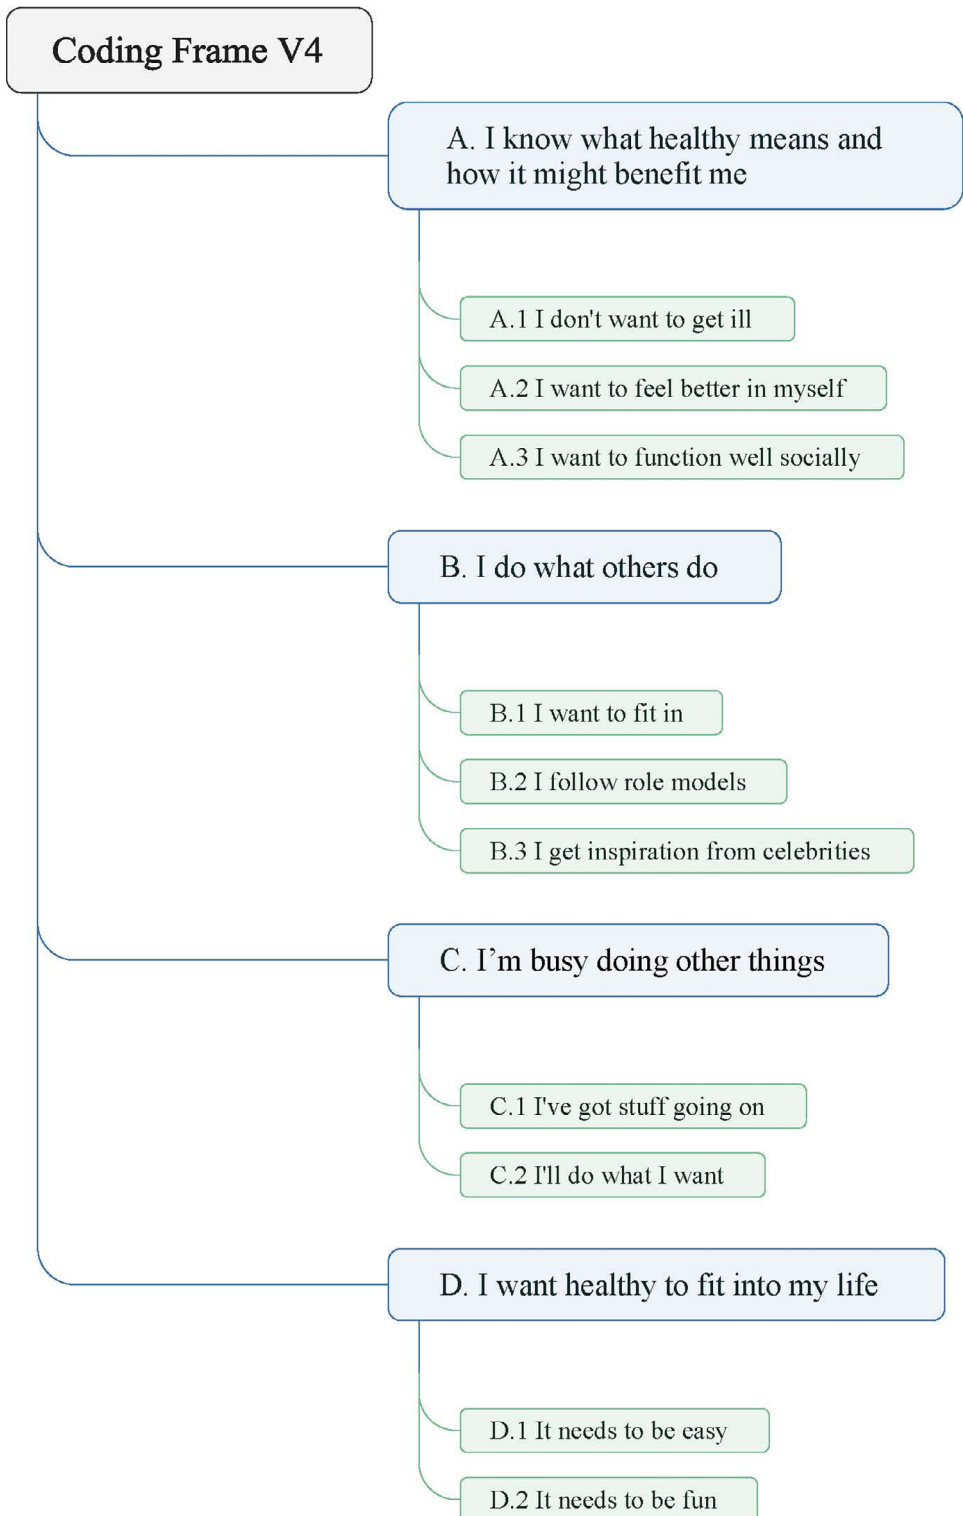 Coding Frame V4
A. I know what healthy means and
how it might benefit me
A.1 I don't want to get ill
A.2 I want to feel better in myself
A.3 I want to function well socially
B. I do what others do
B.1 I want to fit in
B.2 I follow role models
B.3 I get inspiration from celebrities
C. I’m busy doing other things
C.1 I've got stuff going on
C.2 I'll do what I want
D. I want healthy to fit into my life
D.1 It needs to be easy
D.2 It needs to be fun